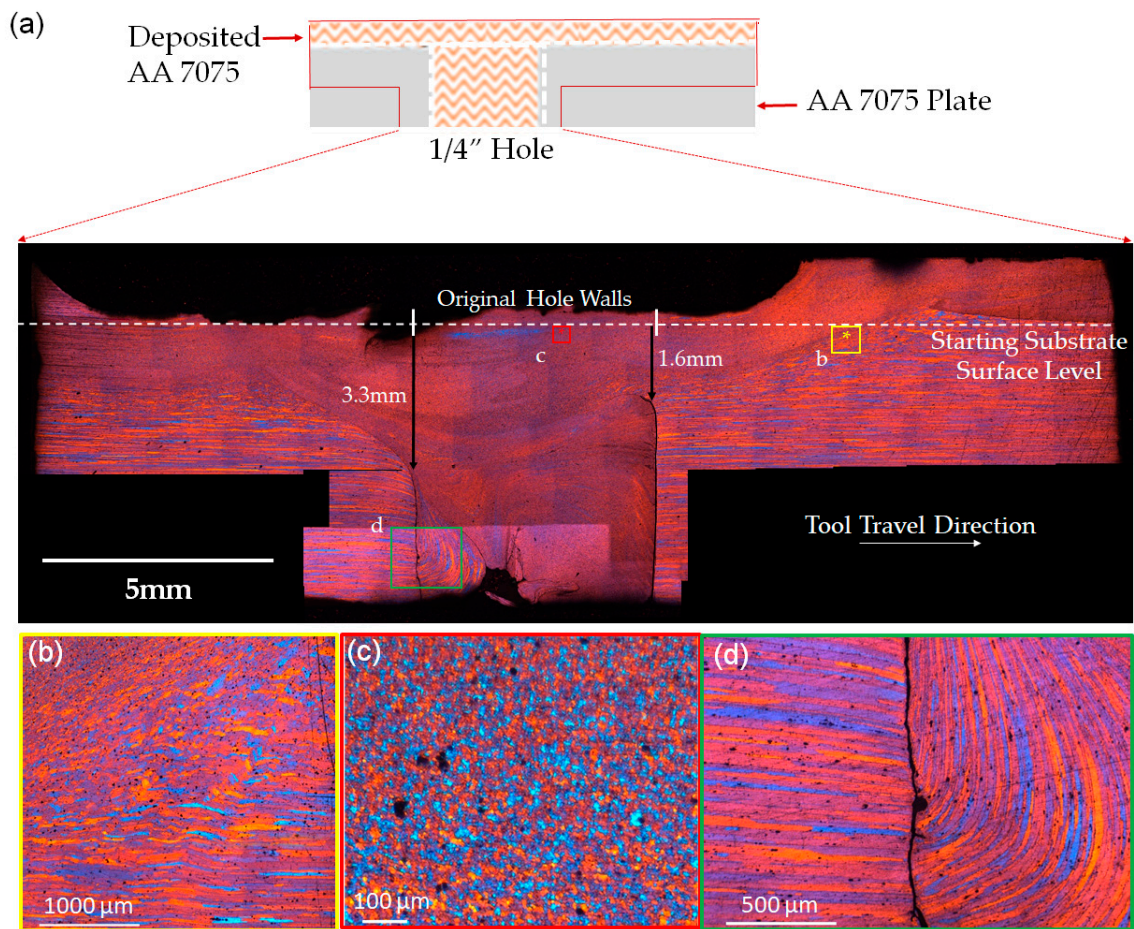 (a)
Deposited
AA 7075
AA 7075 Plate
1/4” Hole
Original Hole Walls
c
b
Starting Substrate
Surface Level
3.3mm
1.6mm
d
Tool Travel Direction
5mm
(b)
1000 µm
(c)
100 µm
(d)
500 µm